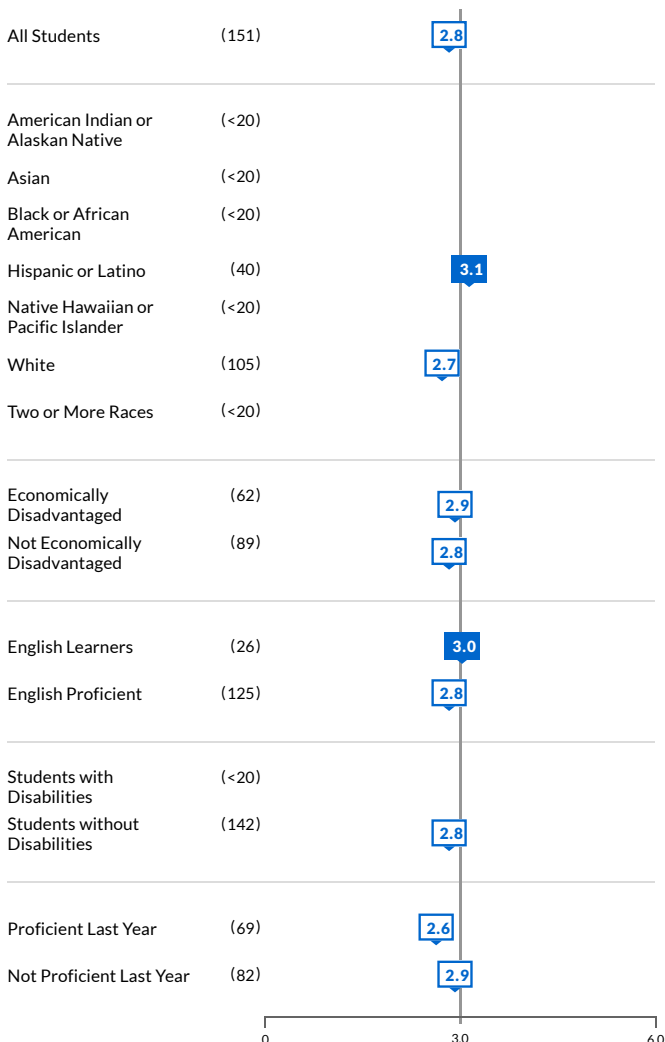 All Students (151) 2.8
American Indian or (<20)
Alaskan Native
Asian (<20)
Black or African (<20)
American
Hispanic or Latino (40) 3.1
Native Hawaiian or (<20)
Pacific Islander
White (105) 2.7
Two or More Races (<20)
Economically (62) 2.9
Disadvantaged
Not Economically (89) 2.8
Disadvantaged
English Learners (26) 3.0
English Proficient (125) 2.8
Students with (<20)
Disabilities
Students without (142) 2.8
Disabilities
Proficient Last Year (69) 2.6
Not Proficient Last Year (82) 2.9
0 3.0 6.0